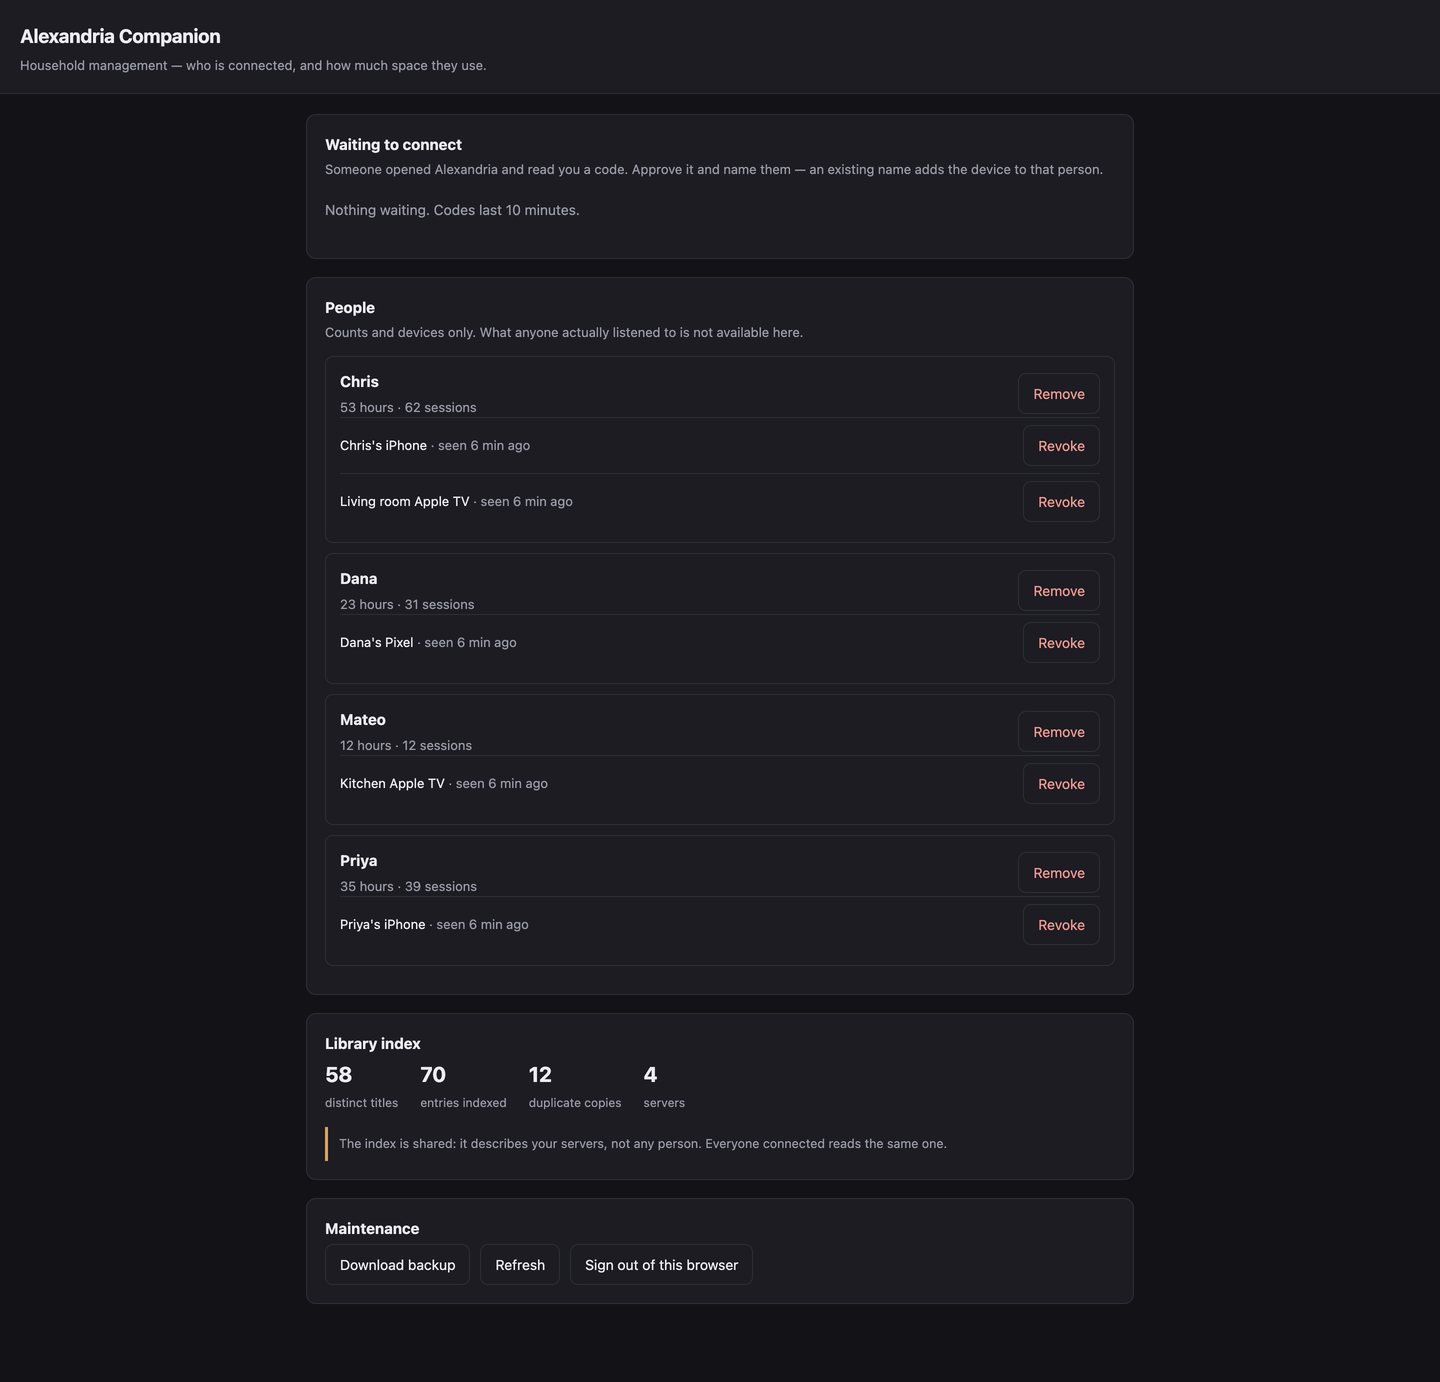 Alexandria Companion
Household management — who is connected, and how much space they use.
Waiting to connect
Someone opened Alexandria and read you a code. Approve it and name them — an existing name adds the device to that person.
Nothing waiting. Codes last 10 minutes.
People
Counts and devices only. What anyone actually listened to is not available here.
Chris
53 hours · 62 sessions
Remove
Chris's iPhone · seen 6 min ago
Revoke
Living room Apple TV · seen 6 min ago
Revoke
Dana
23 hours · 31 sessions
Remove
Dana's Pixel · seen 6 min ago
Revoke
Mateo
12 hours · 12 sessions
Remove
Kitchen Apple TV · seen 6 min ago
Revoke
Priya
35 hours · 39 sessions
Remove
Priya's iPhone · seen 6 min ago
Revoke
Library index
58 70 12 4
distinct titles entries indexed duplicate copies servers
The index is shared: it describes your servers, not any person. Everyone connected reads the same one.
Maintenance
Download backup Refresh Sign out of this browser